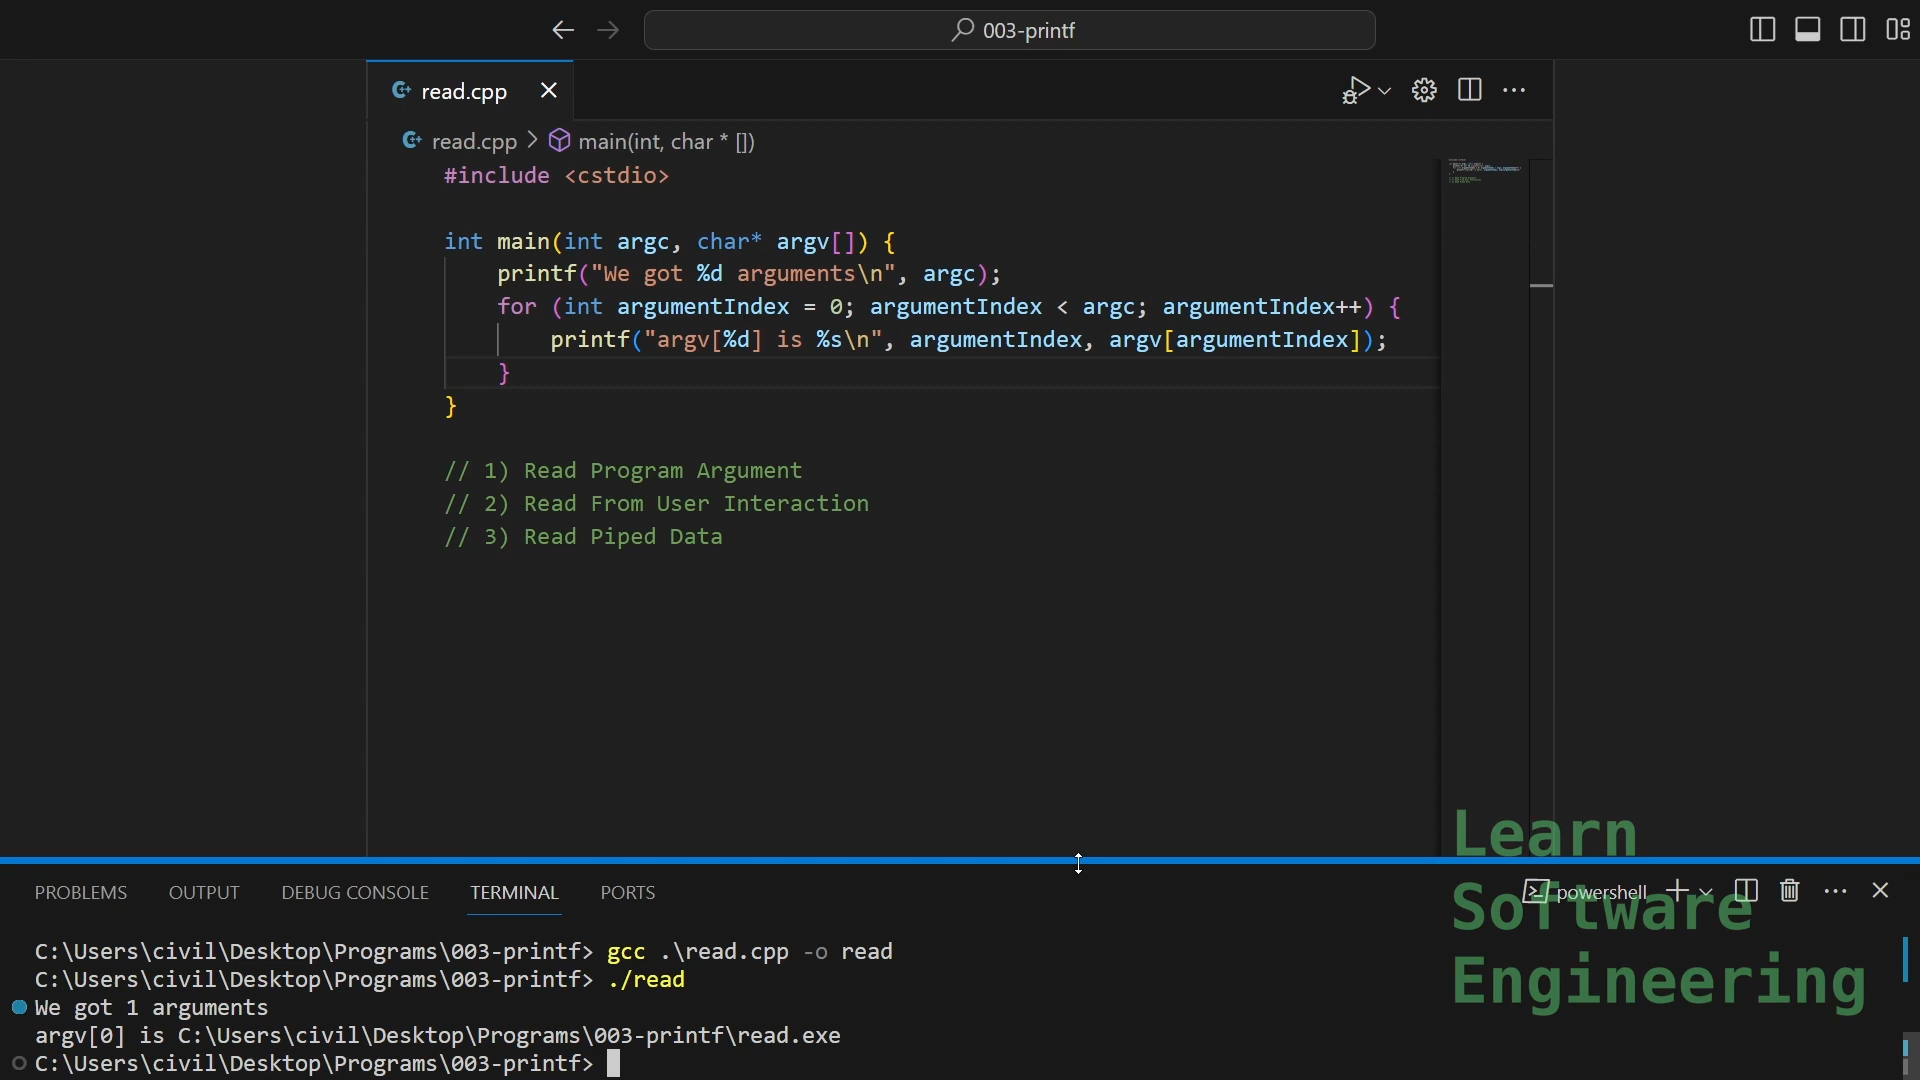 003-printf
read.cpp
read.cpp > main(int, char * [])
#include <cstdio>
int main(int argc, char* argv[]) {
    printf("We got %d arguments\n", argc);
    for (int argumentIndex = 0; argumentIndex < argc; argumentIndex++) {
        printf("argv[%d] is %s\n", argumentIndex, argv[argumentIndex]);
    }
}
// 1) Read Program Argument
// 2) Read From User Interaction
// 3) Read Piped Data
PROBLEMS OUTPUT DEBUG CONSOLE TERMINAL PORTS powershell
C:\Users\civil\Desktop\Programs\003-printf> gcc .\read.cpp -o read
C:\Users\civil\Desktop\Programs\003-printf> ./read
We got 1 arguments
argv[0] is C:\Users\civil\Desktop\Programs\003-printf\read.exe
C:\Users\civil\Desktop\Programs\003-printf>
Learn
Software
Engineering